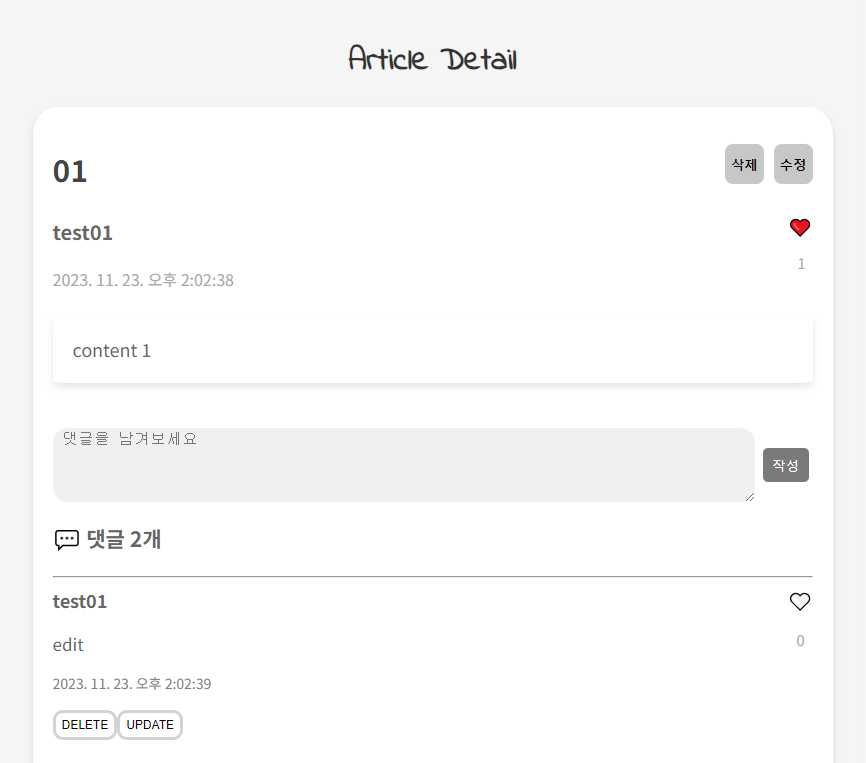 Article Detail
01
삭제 수정
test01
1
2023. 11. 23. 오후 2:02:38
content 1
댓글을 남겨보세요
작성
댓글 2개
test01
edit
0
2023. 11. 23. 오후 2:02:39
DELETE UPDATE